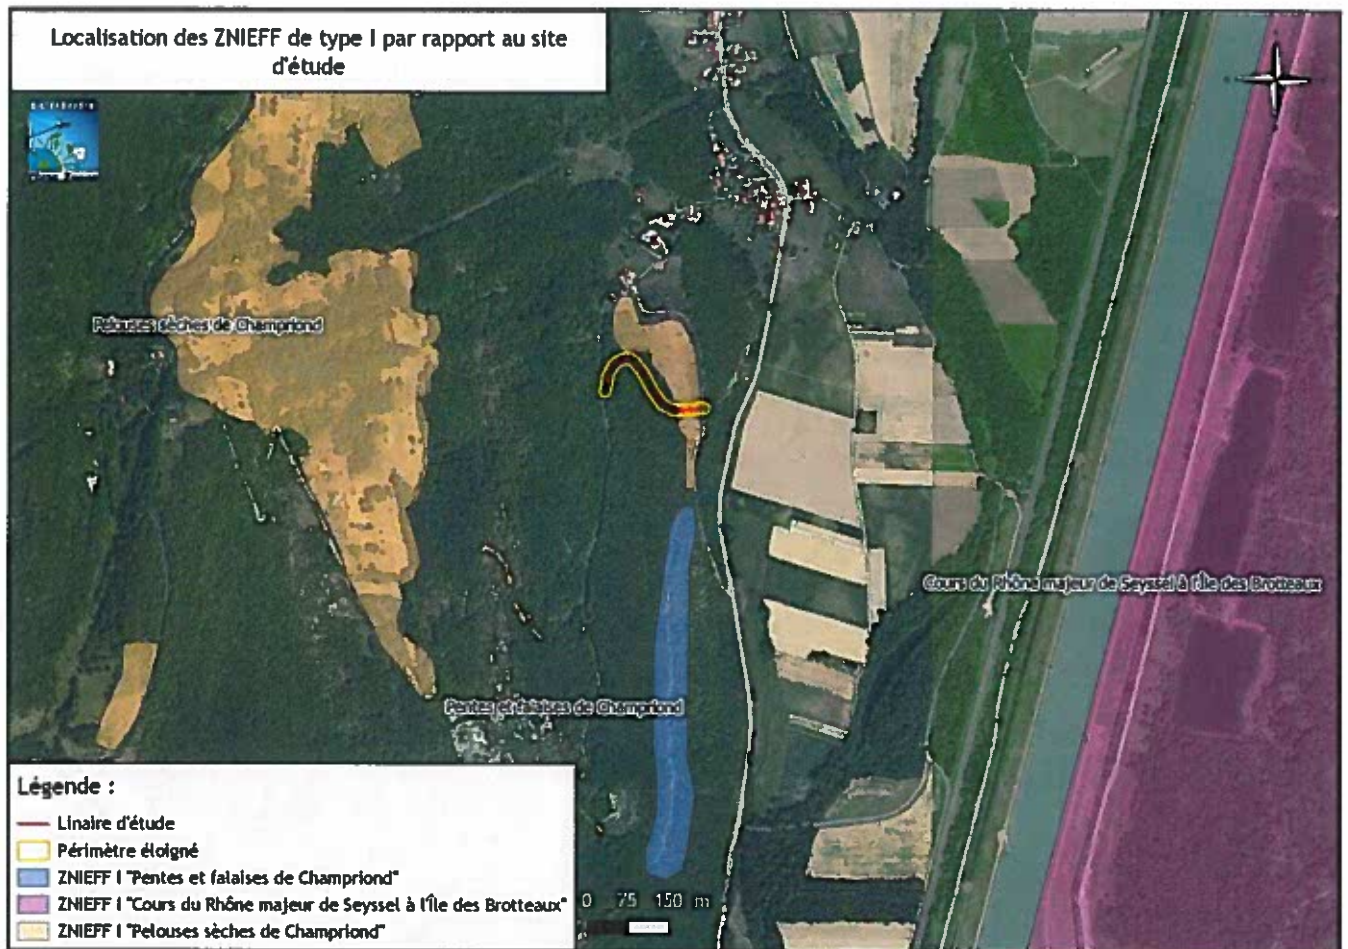 Localisation des ZNIEFF de type I par rapport au site
d'étude
Pelouses sèches de Champriond
Cours du Rhône majeur de Seyssel à l'Île des Brotteaux
Pentes et falaises de Champriond
Légende :
Linaire d'étude
Périmètre éloigné
ZNIEFF I "Pentes et falaises de Champriond"
ZNIEFF I "Cours du Rhône majeur de Seyssel à l'Île des Brotteaux"
ZNIEFF I "Pelouses sèches de Champriond"
0 75 150 m